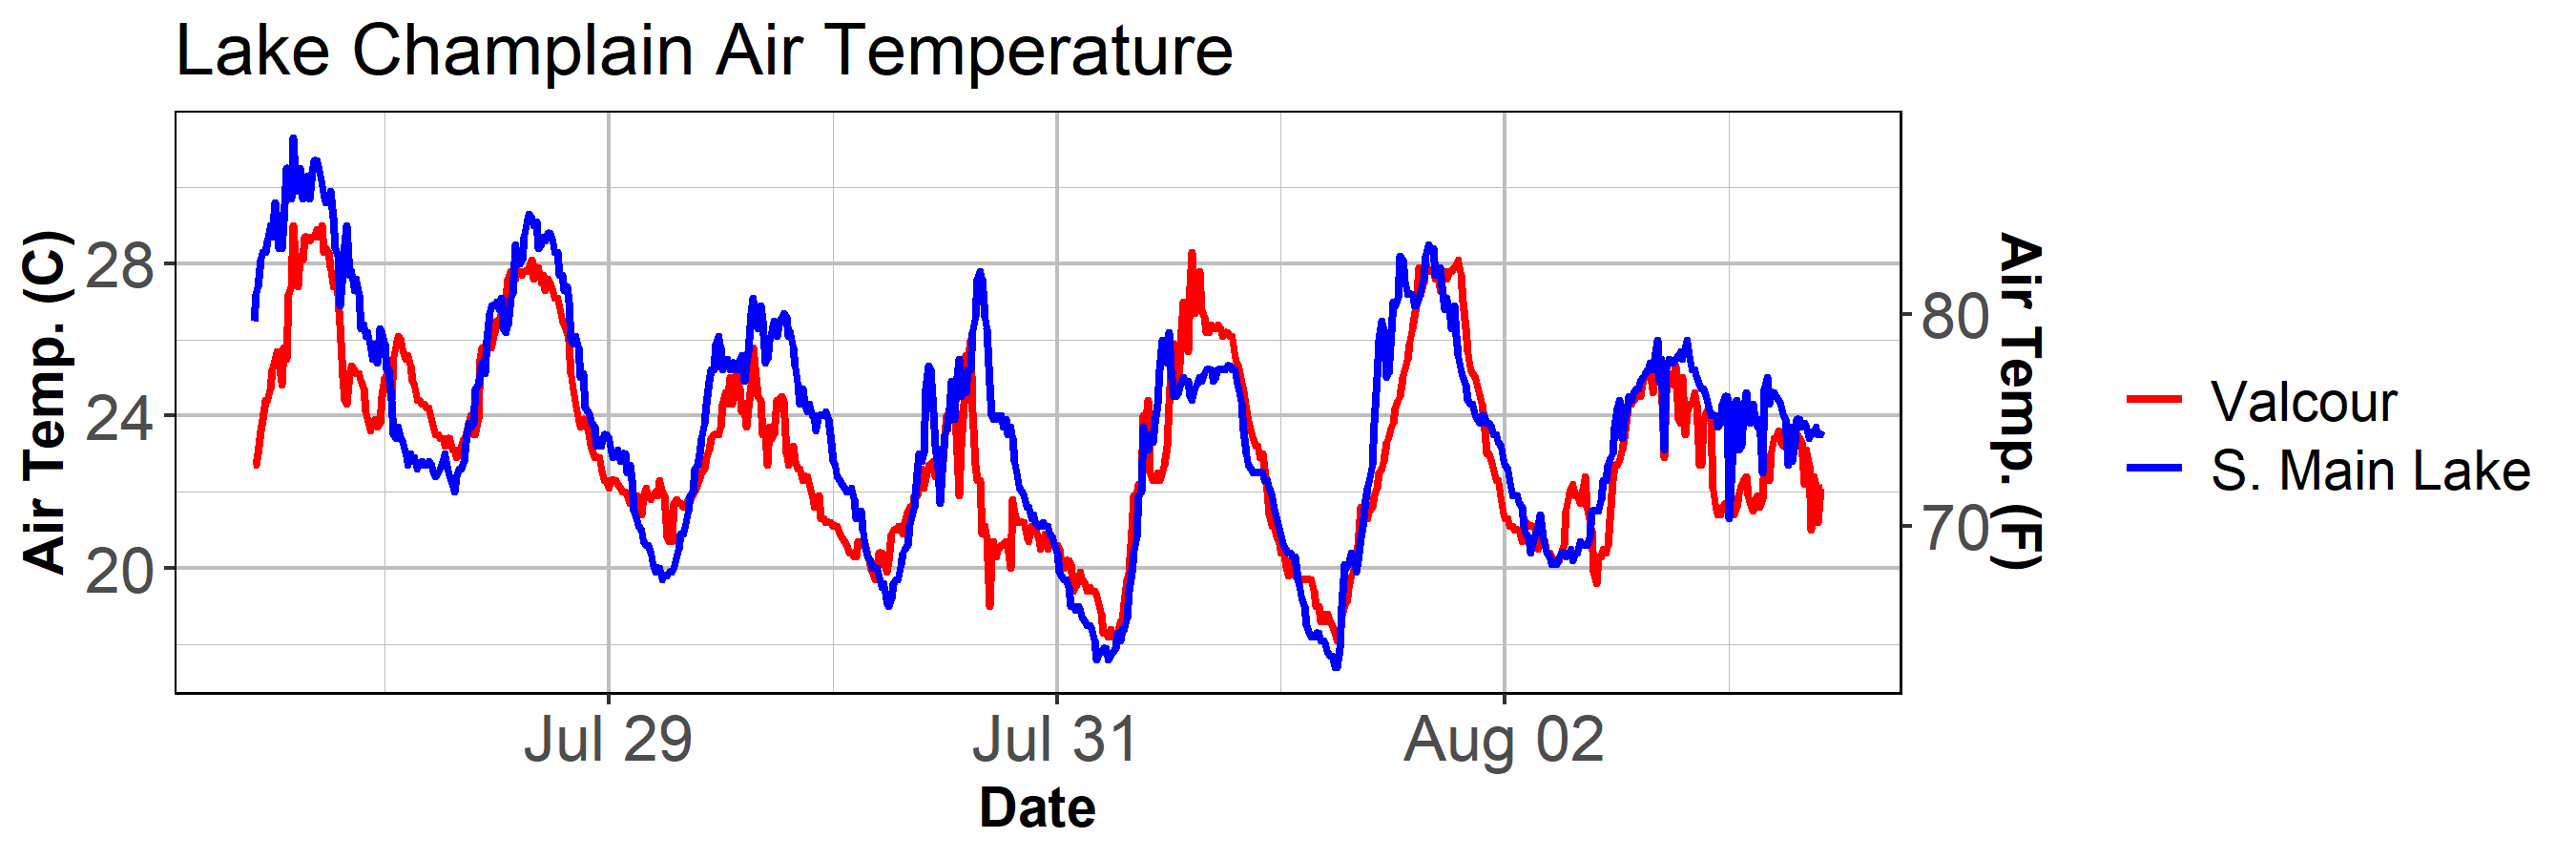 Lake Champlain Air Temperature
Air Temp. (C)
28
24
20
Air Temp. (F)
80
70
Jul 29
Jul 31
Aug 02
Date
Valcour
S. Main Lake